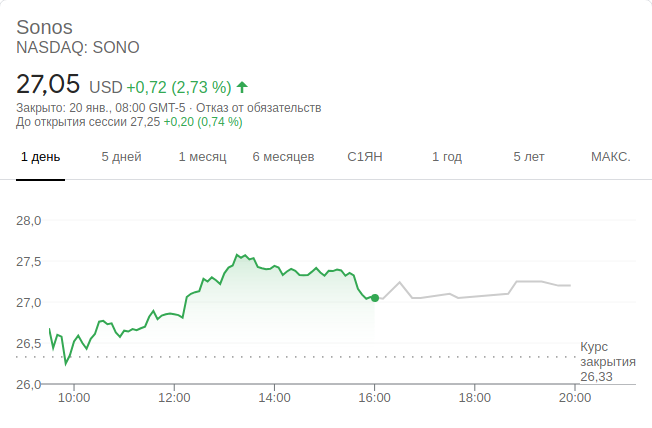 Sonos
NASDAQ: SONO
27,05 USD +0,72 (2,73 %)
Закрыто: 20 янв., 08:00 GMT-5 · Отказ от обязательств
До открытия сессии 27,25 +0,20 (0,74 %)
1 день 5 дней 1 месяц 6 месяцев С1ЯН 1 год 5 лет МАКС.
28,0
27,5
27,0
26,5
26,0
Курс
закрытия
26,33
10:00 12:00 14:00 16:00 18:00 20:00